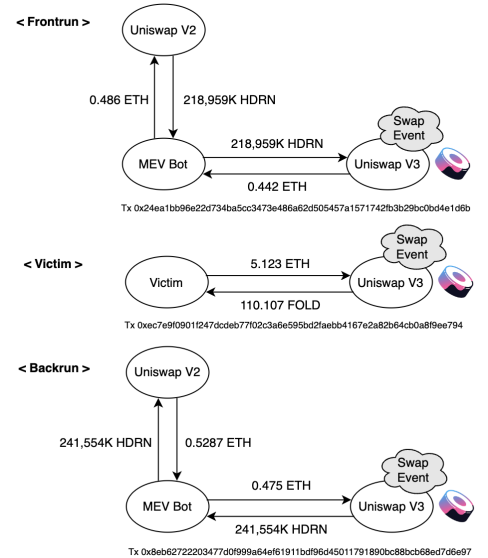 < Frontrun >
Uniswap V2
0.486 ETH
218,959K HDRN
Swap
Event
218,959K HDRN
MEV Bot
Uniswap V3
0.442 ETH
Tx 0x24ea1bb96e22d734ba5cc3473e486a62d505457a1571742fb3b29bc0bd4e1d6b
< Victim >
Swap
Event
5.123 ETH
Victim
Uniswap V3
110.107 FOLD
Tx 0xec7e9f0901f247dcdeb77f02c3a6e595bd2faebb4167e2a82b64cb0a8f9ee794
< Backrun >
Uniswap V2
241,554K HDRN
0.5287 ETH
Swap
Event
0.475 ETH
MEV Bot
Uniswap V3
241,554K HDRN
Tx 0x8eb62722203477d0f999a64ef61911bdf96d45011791890bc88bcb68ed7d6e97